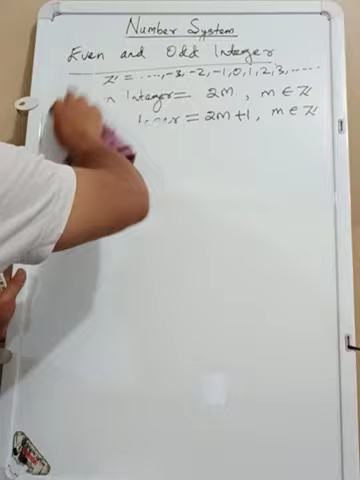 Number System
Even and Odd Integer
Z = ...., -3, -2, -1, 0, 1, 2, 3, ......
Integer = 2m , m ∈ Z
= 2m+1, m ∈ Z